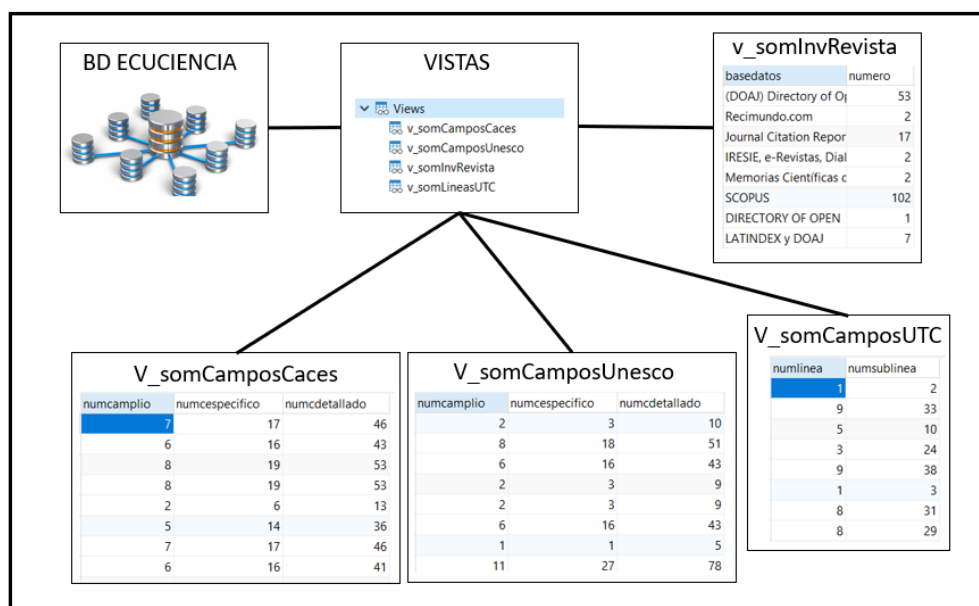 BD ECUCIENCIA
VISTAS
Views
v_somCamposCaces
v_somCamposUnesco
v_somInvRevista
v_somLineasUTC
v_somInvRevista
basedatos numero
(DOAJ) Directory of Op 53
Recimundo.com 2
Journal Citation Repor 17
IRESIE, e-Revistas, Dial 2
Memorias Científicas c 2
SCOPUS 102
DIRECTORY OF OPEN 1
LATINDEX y DOAJ 7
V_somCamposCaces
numcamplio numcespecifico numcdetallado
7 17 46
6 16 43
8 19 53
8 19 53
2 6 13
5 14 36
7 17 46
6 16 41
V_somCamposUnesco
numcamplio numcespecifico numcdetallado
2 3 10
8 18 51
6 16 43
2 3 9
2 3 9
6 16 43
1 1 5
11 27 78
V_somCamposUTC
numlinea numsublinea
1 2
9 33
5 10
3 24
9 38
1 3
8 31
8 29